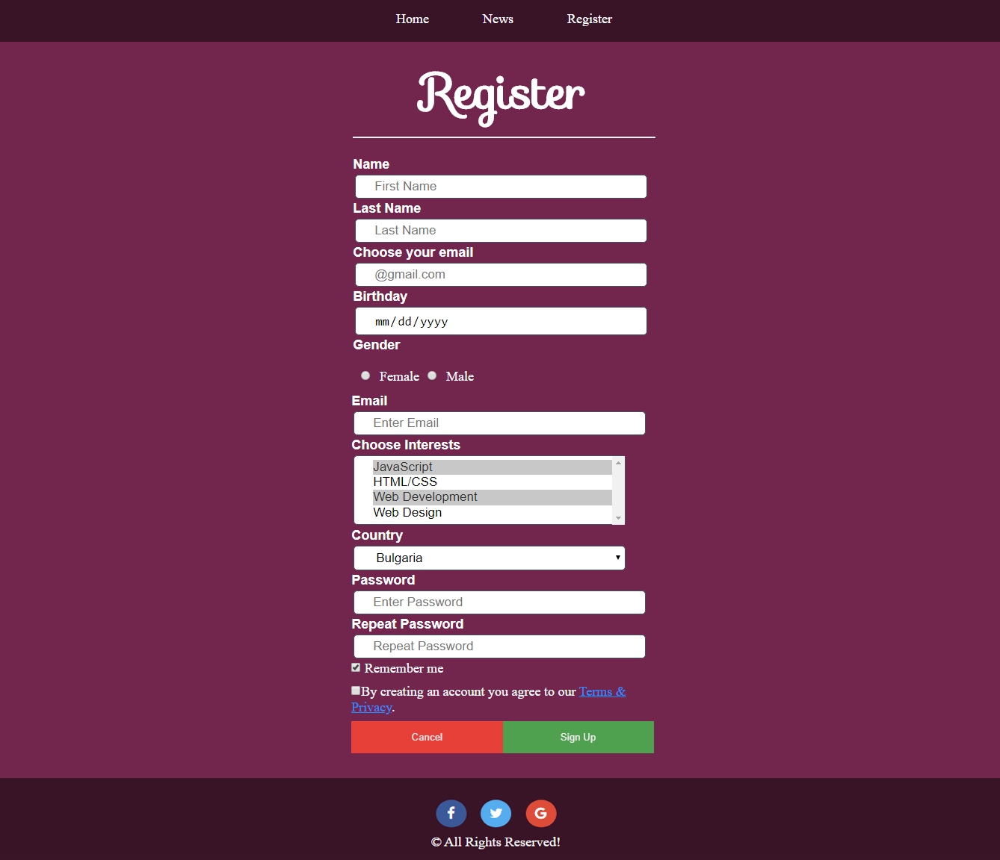 Home News Register
Register
Name
First Name
Last Name
Last Name
Choose your email
@gmail.com
Birthday
mm/dd/yyyy
Gender
Female Male
Email
Enter Email
Choose Interests
JavaScript
HTML/CSS
Web Development
Web Design
Country
Bulgaria
Password
Enter Password
Repeat Password
Repeat Password
Remember me
By creating an account you agree to our Terms &
Privacy.
Cancel Sign Up
f G
© All Rights Reserved!